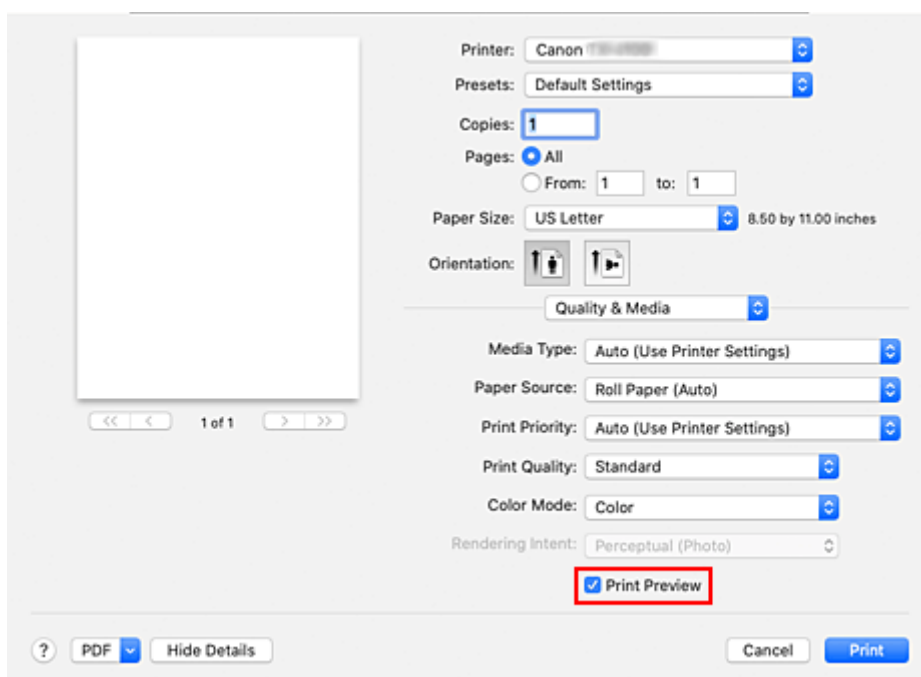 Printer: Canon
Presets: Default Settings
Copies: 1
Pages: All
From: 1 to: 1
Paper Size: US Letter 8.50 by 11.00 inches
Orientation:
Quality & Media
Media Type: Auto (Use Printer Settings)
Paper Source: Roll Paper (Auto)
<< < 1 of 1 > >>
Print Priority: Auto (Use Printer Settings)
Print Quality: Standard
Color Mode: Color
Rendering Intent: Perceptual (Photo)
Print Preview
? PDF Hide Details Cancel Print